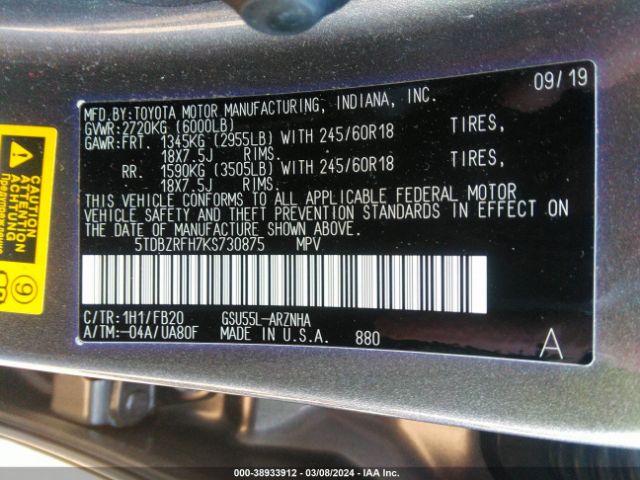 09/19
MFD.BY:TOYOTA MOTOR MANUFACTURING, INDIANA, INC.
GVWR:2720KG (6000LB)
GAWR:FRT. 1345KG (2955LB) WITH 245/60R18 TIRES,
18X7.5J RIMS.
RR. 1590KG (3505LB) WITH 245/60R18 TIRES,
18X7.5J RIMS.
THIS VEHICLE CONFORMS TO ALL APPLICABLE FEDERAL MOTOR
VEHICLE SAFETY AND THEFT PREVENTION STANDARDS IN EFFECT ON
THE DATE OF MANUFACTURE SHOWN ABOVE.
5TDBZRFH7KS730875 MPV
C/TR:1H1/FB20 GSU55L-ARZNHA
A/TM:-04A/UA80F MADE IN U.S.A. 880
A
CAUTION
ATTENTION
ACHTUNG
000-38933912 - 03/08/2024 - IAA Inc.